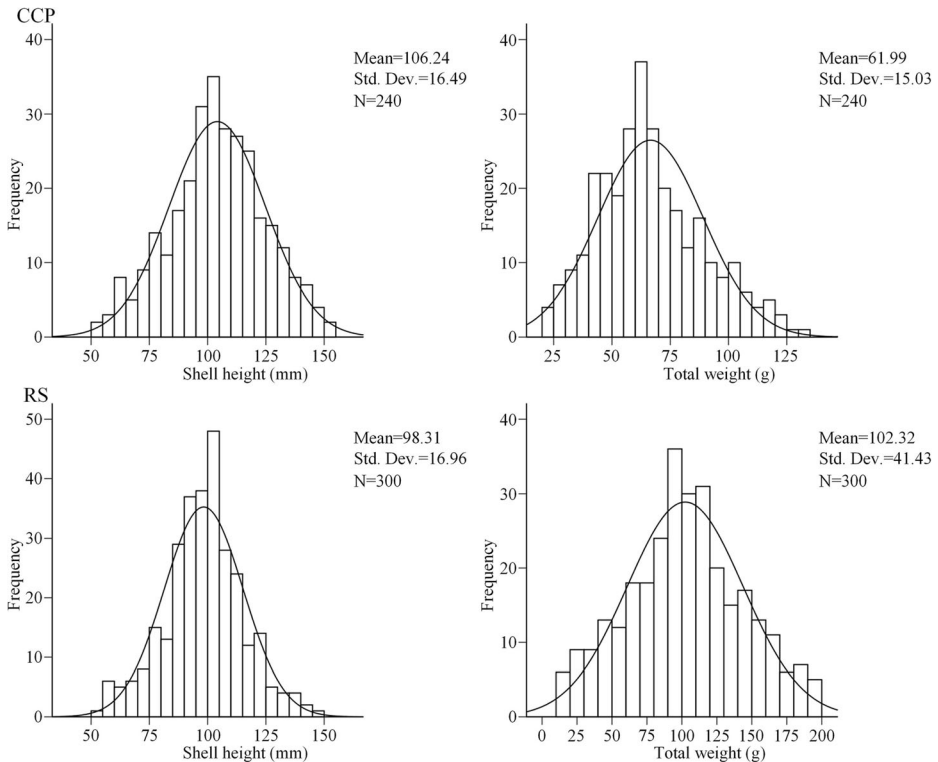 CCP
40
30
20
10
0
Frequency
50 75 100 125 150
Shell height (mm)
Mean=106.24
Std. Dev.=16.49
N=240
40
30
20
10
0
Frequency
25 50 75 100 125
Total weight (g)
Mean=61.99
Std. Dev.=15.03
N=240
RS
50
40
30
20
10
0
Frequency
50 75 100 125 150
Shell height (mm)
Mean=98.31
Std. Dev.=16.96
N=300
40
30
20
10
0
Frequency
0 25 50 75 100 125 150 175 200
Total weight (g)
Mean=102.32
Std. Dev.=41.43
N=300